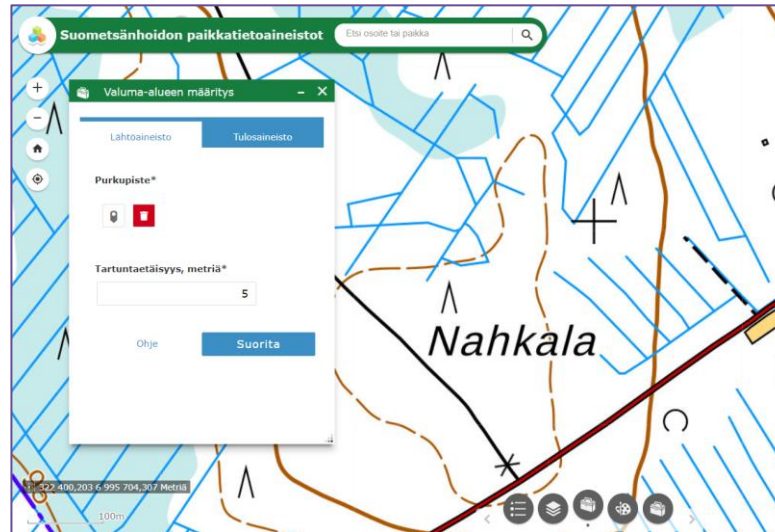 Suometsänhoidon paikkatietoaineistot
Etsi osoite tai paikka
Valuma-alueen määritys
Lähtöaineisto
Tulosaineisto
Purkupiste*
Tartuntaetäisyys, metriä*
5
Ohje
Suorita
Nahkala
322 400,203 6 995 704,307 Metriä
100m